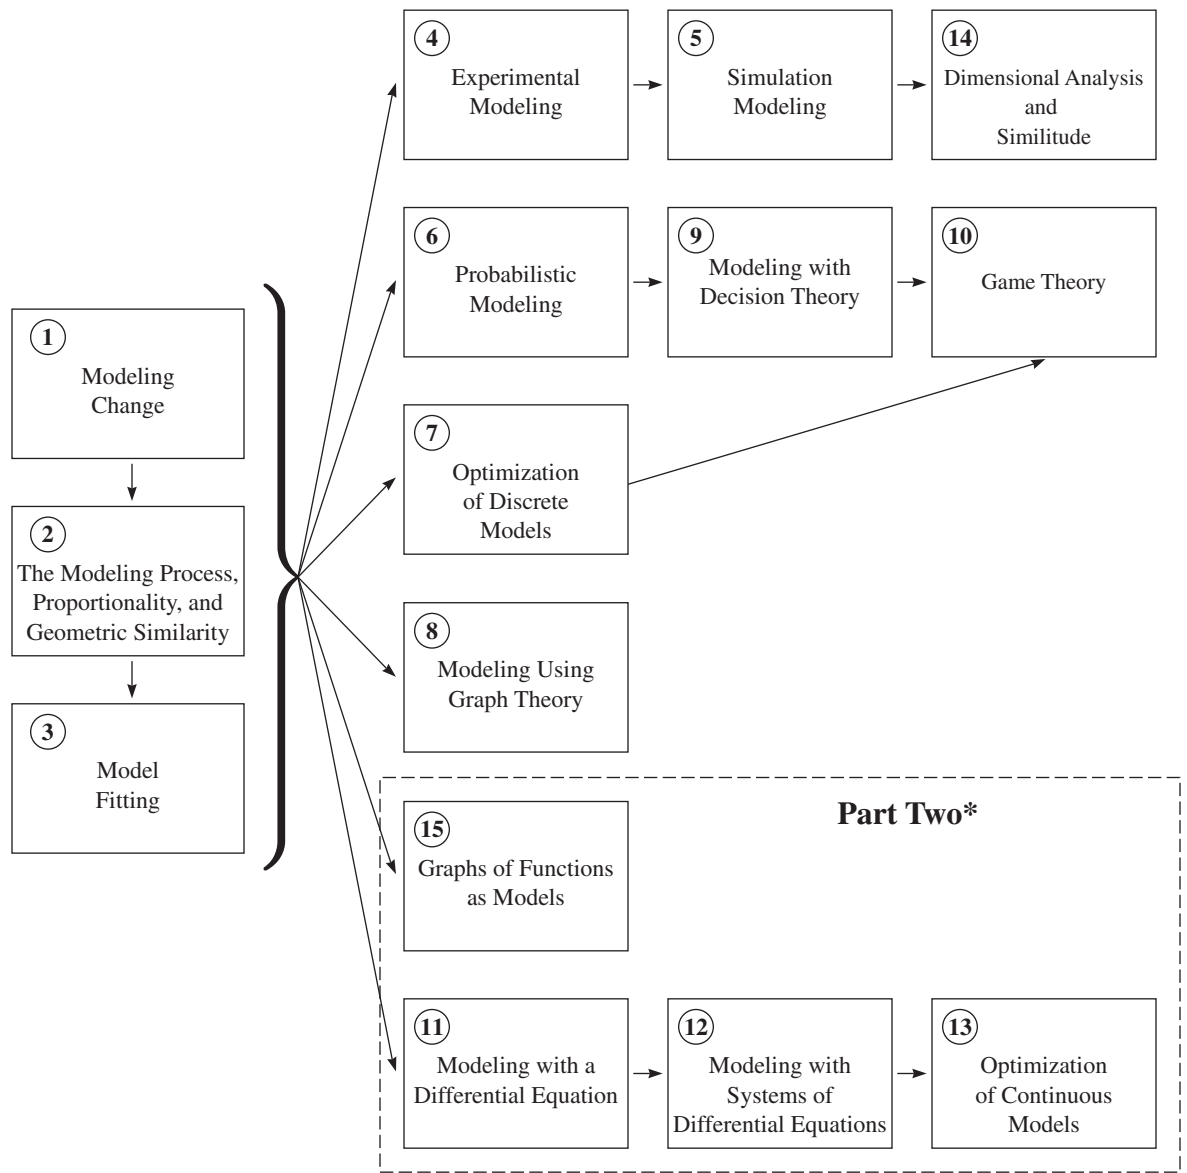 4
Experimental
Modeling
5
Simulation
Modeling
14
Dimensional Analysis
and
Similitude
6
Probabilistic
Modeling
9
Modeling with
Decision Theory
10
Game Theory
1
Modeling
Change
7
Optimization
of Discrete
Models
2
The Modeling Process,
Proportionality, and
Geometric Similarity
8
Modeling Using
Graph Theory
3
Model
Fitting
Part Two*
15
Graphs of Functions
as Models
11
Modeling with a
Differential Equation
12
Modeling with
Systems of
Differential Equations
13
Optimization
of Continuous
Models